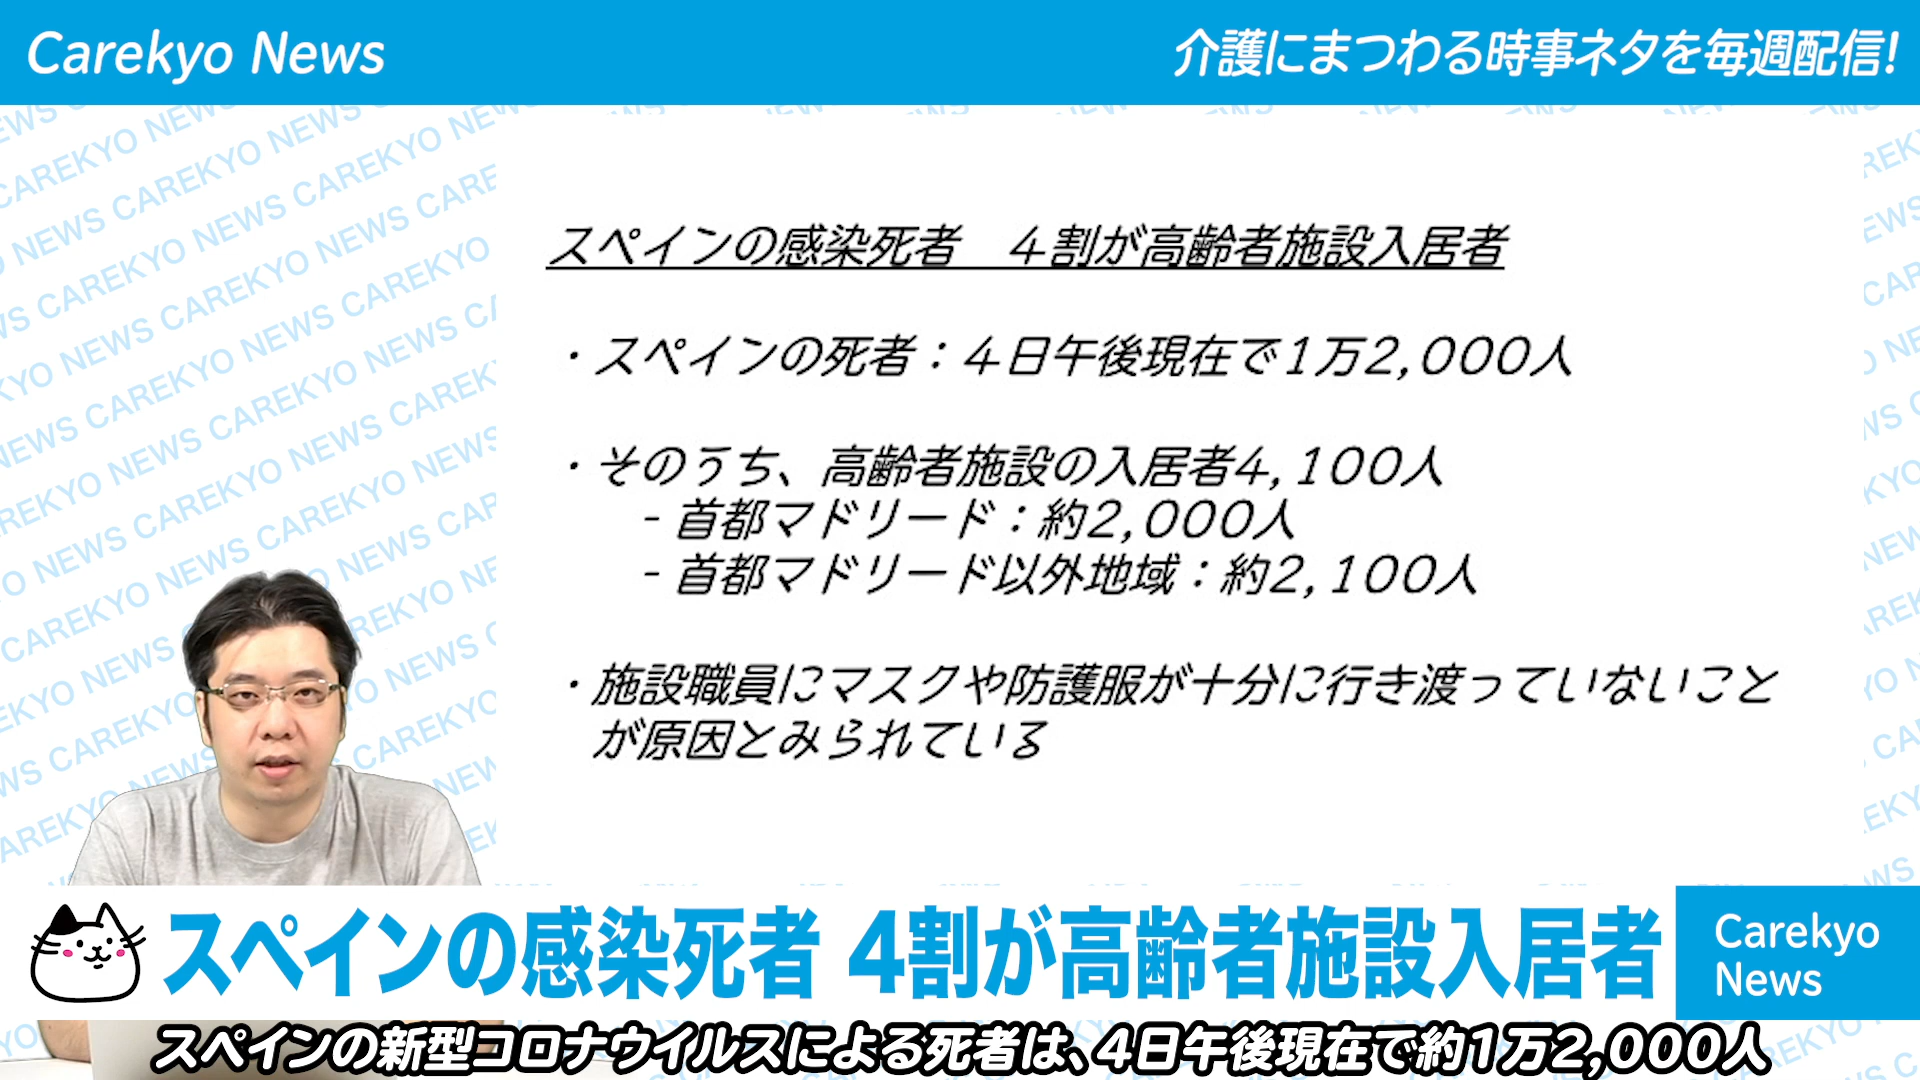 Carekyo News
介護にまつわる時事ネタを毎週配信!
スペインの感染死者　４割が高齢者施設入居者
・スペインの死者：４日午後現在で１万２,０００人
・そのうち、高齢者施設の入居者４,１００人
- 首都マドリード：約２,０００人
- 首都マドリード以外地域：約２,１００人
・施設職員にマスクや防護服が十分に行き渡っていないこと
が原因とみられている
スペインの感染死者 4割が高齢者施設入居者
Carekyo
News
スペインの新型コロナウイルスによる死者は、４日午後現在で約１万２,０００人
CAREKYO NEWS CAREKYO NEWS CAREKYO NEWS